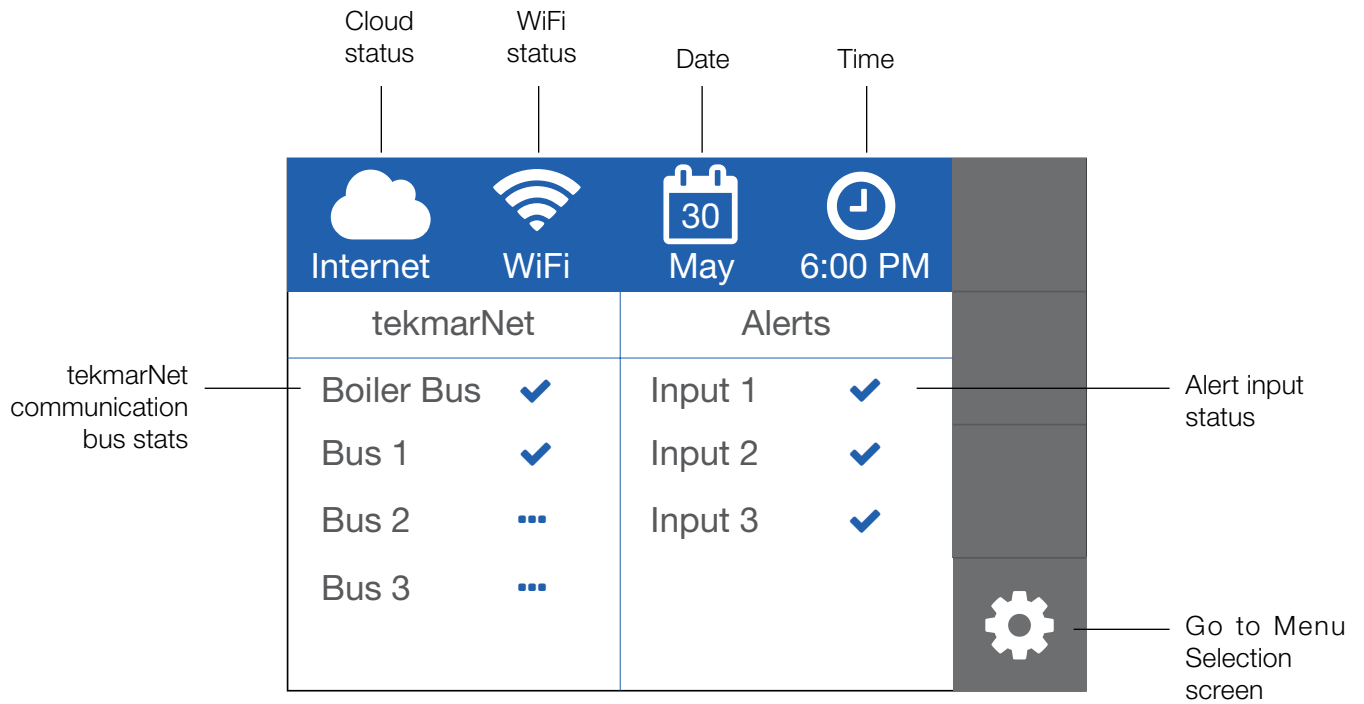 Cloud
status
WiFi
status
Date
Time
30
Internet
WiFi
May
6:00 PM
tekmarNet
Alerts
tekmarNet
communication
bus stats
Boiler Bus
Input 1
Alert input
status
Bus 1
Input 2
Bus 2
Input 3
Bus 3
Go to Menu
Selection
screen